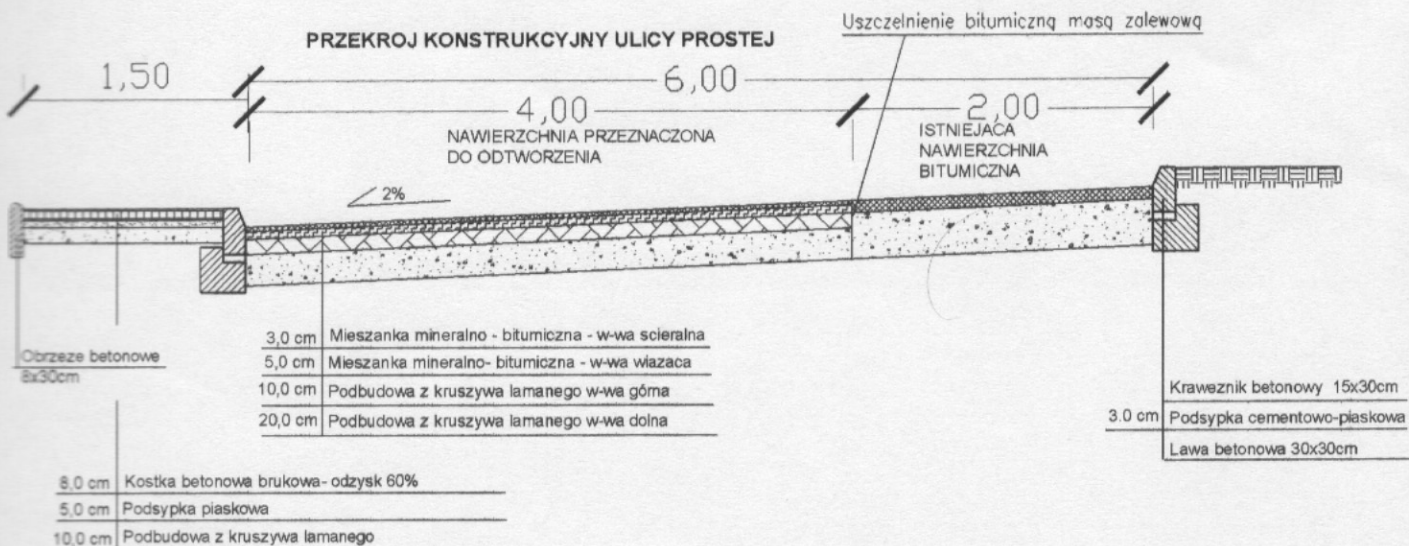 Uszczelnienie bitumiczną masą zalewową
PRZEKROJ KONSTRUKCYJNY ULICY PROSTEJ
1,50
6,00
4,00
2,00
NAWIERZCHNIA PRZEZNACZONA
DO ODTWORZENIA
ISTNIEJACA
NAWIERZCHNIA
BITUMICZNA
2%
3,0 cm Mieszanka mineralno - bitumiczna - w-wa scieralna
5,0 cm Mieszanka mineralno- bitumiczna - w-wa wiazaca
10,0 cm Podbudowa z kruszywa lamanego w-wa górna
20,0 cm Podbudowa z kruszywa lamanego w-wa dolna
Obrzeze betonowe
8x30cm
Kraweznik betonowy 15x30cm
3.0 cm Podsypka cementowo-piaskowa
Lawa betonowa 30x30cm
8,0 cm Kostka betonowa brukowa- odzysk 60%
5,0 cm Podsypka piaskowa
10,0 cm Podbudowa z kruszywa lamanego